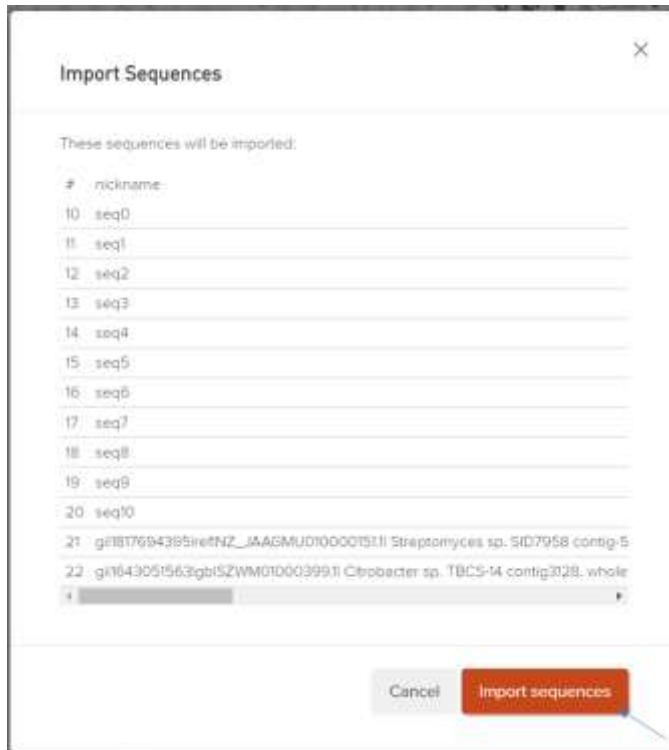 Import Sequences
These sequences will be imported:
# nickname
10 seq0
11 seq1
12 seq2
13 seq3
14 seq4
15 seq5
16 seq6
17 seq7
18 seq8
19 seq9
20 seq10
21 gi|1817694395|ref|NZ_JAAGMU010000151.1| Streptomyces sp. SID7958 contig-5
22 gi|1643051563|gb|SZWM01000399.1| Citrobacter sp. TBCS-14 contig3128, whole
Cancel
Import sequences